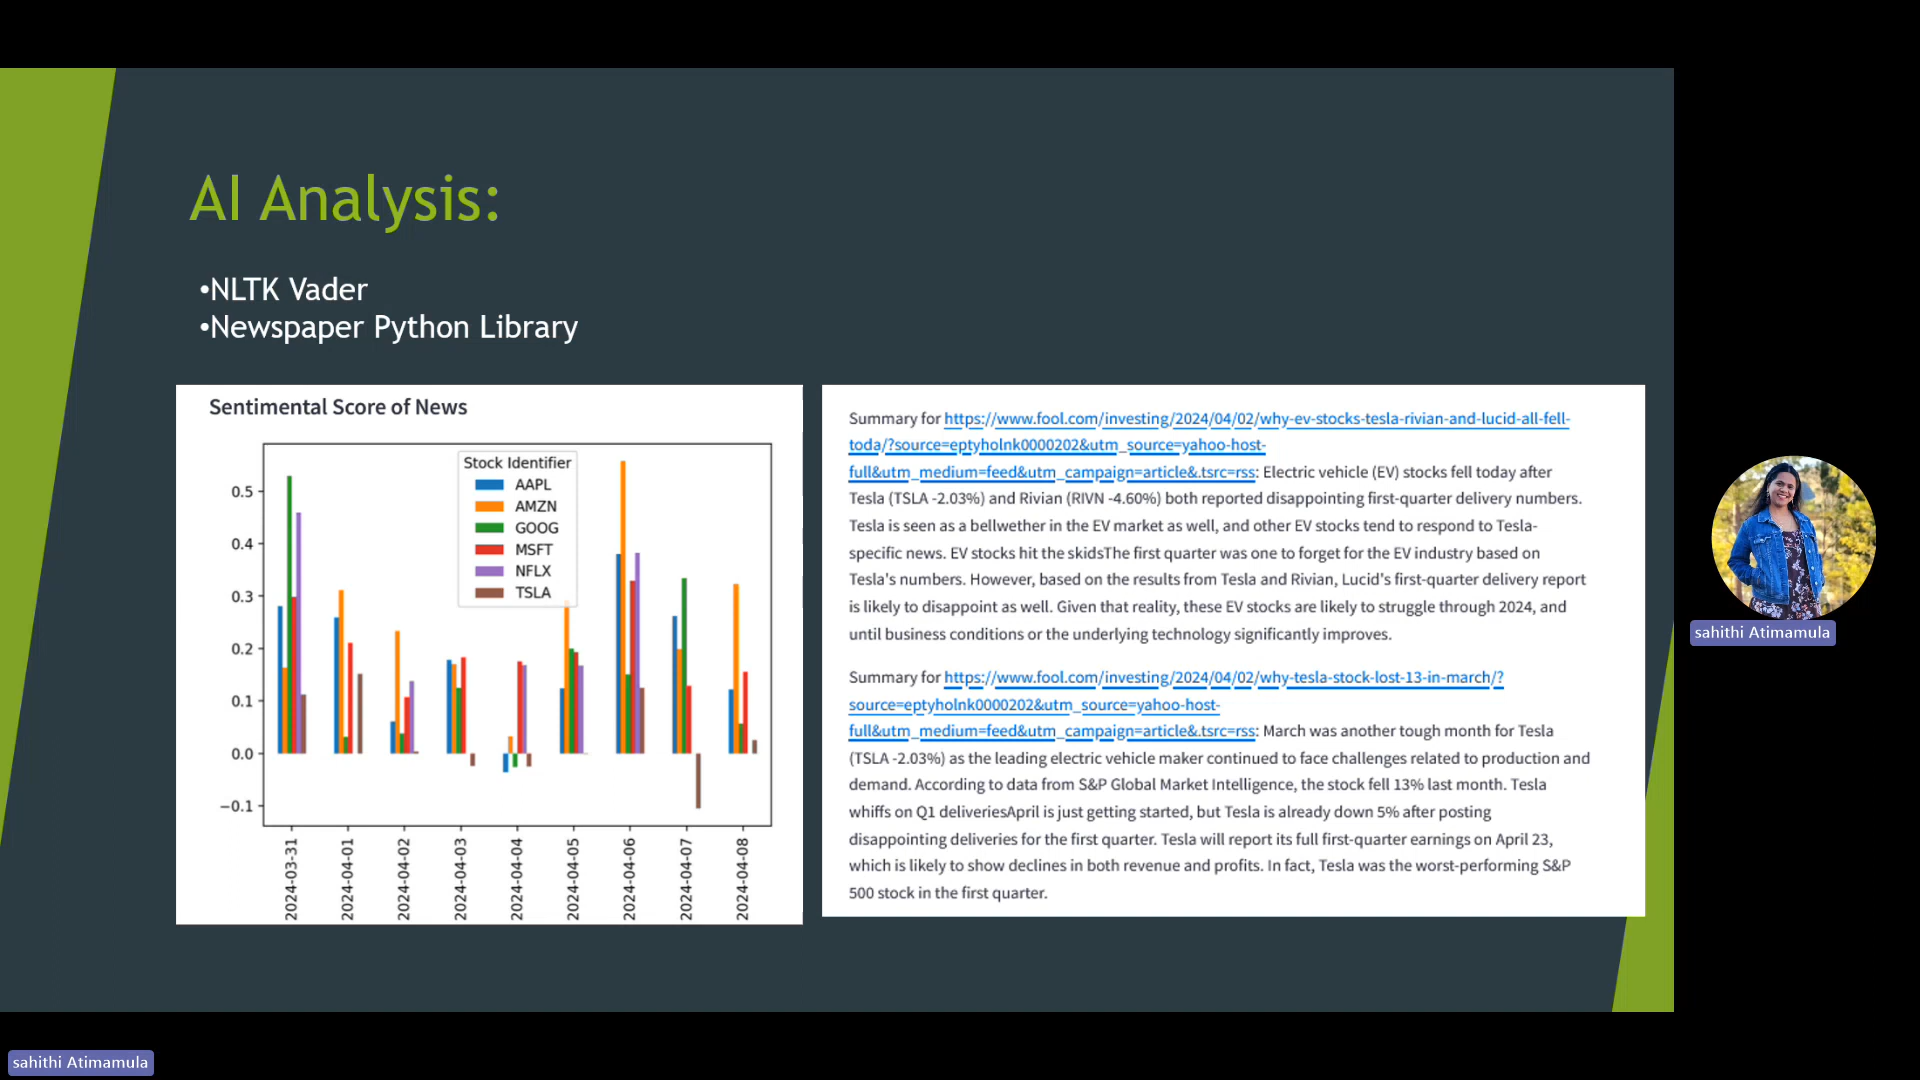 AI Analysis:
•NLTK Vader
•Newspaper Python Library
Sentimental Score of News
Stock Identifier
AAPL
AMZN
GOOG
MSFT
NFLX
TSLA
0.5
0.4
0.3
0.2
0.1
0.0
−0.1
2024-03-31
2024-04-01
2024-04-02
2024-04-03
2024-04-04
2024-04-05
2024-04-06
2024-04-07
2024-04-08
Summary for https://www.fool.com/investing/2024/04/02/why-ev-stocks-tesla-rivian-and-lucid-all-fell-
toda/?source=eptyholnk0000202&utm_source=yahoo-host-
full&utm_medium=feed&utm_campaign=article&.tsrc=rss: Electric vehicle (EV) stocks fell today after
Tesla (TSLA -2.03%) and Rivian (RIVN -4.60%) both reported disappointing first-quarter delivery numbers.
Tesla is seen as a bellwether in the EV market as well, and other EV stocks tend to respond to Tesla-
specific news. EV stocks hit the skidsThe first quarter was one to forget for the EV industry based on
Tesla's numbers. However, based on the results from Tesla and Rivian, Lucid's first-quarter delivery report
is likely to disappoint as well. Given that reality, these EV stocks are likely to struggle through 2024, and
until business conditions or the underlying technology significantly improves.
Summary for https://www.fool.com/investing/2024/04/02/why-tesla-stock-lost-13-in-march/?
source=eptyholnk0000202&utm_source=yahoo-host-
full&utm_medium=feed&utm_campaign=article&.tsrc=rss: March was another tough month for Tesla
(TSLA -2.03%) as the leading electric vehicle maker continued to face challenges related to production and
demand. According to data from S&P Global Market Intelligence, the stock fell 13% last month. Tesla
whiffs on Q1 deliveriesApril is just getting started, but Tesla is already down 5% after posting
disappointing deliveries for the first quarter. Tesla will report its full first-quarter earnings on April 23,
which is likely to show declines in both revenue and profits. In fact, Tesla was the worst-performing S&P
500 stock in the first quarter.
sahithi Atimamula
sahithi Atimamula